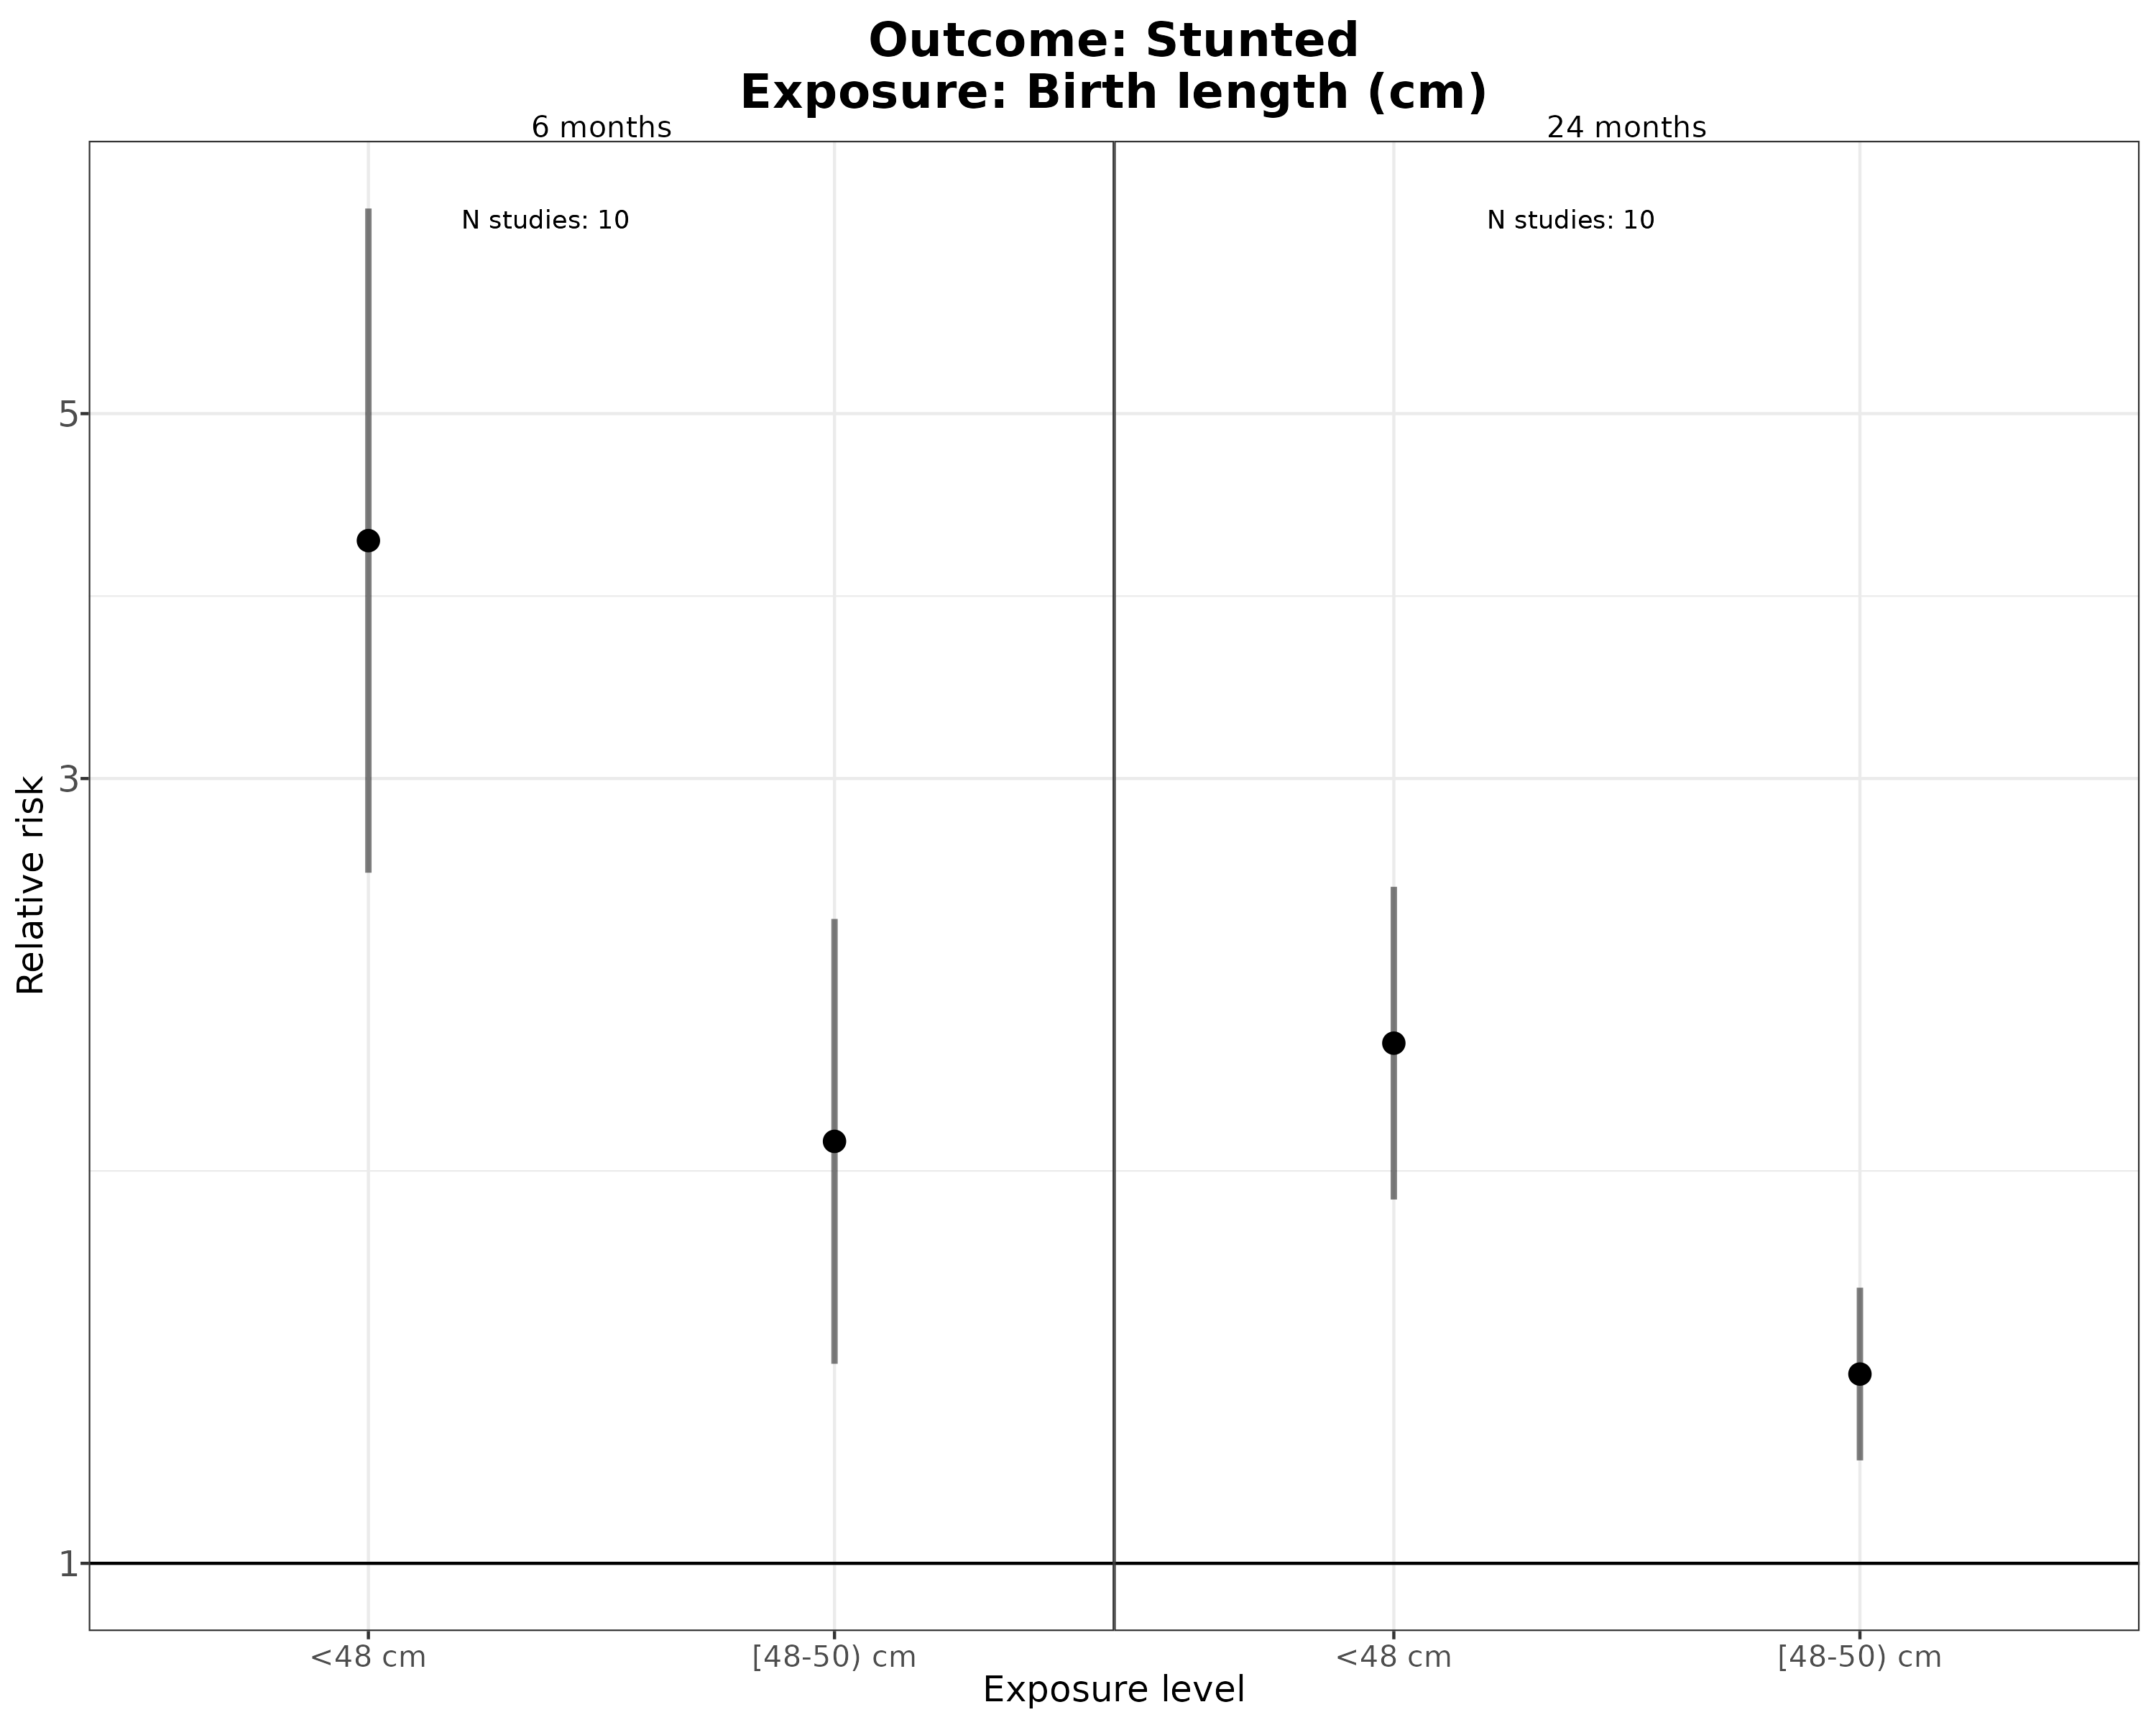 Outcome: Stunted
Exposure: Birth length (cm)
6 months
24 months
N studies: 10
N studies: 10
5
3
1
Relative risk
<48 cm
[48-50) cm
<48 cm
[48-50) cm
Exposure level